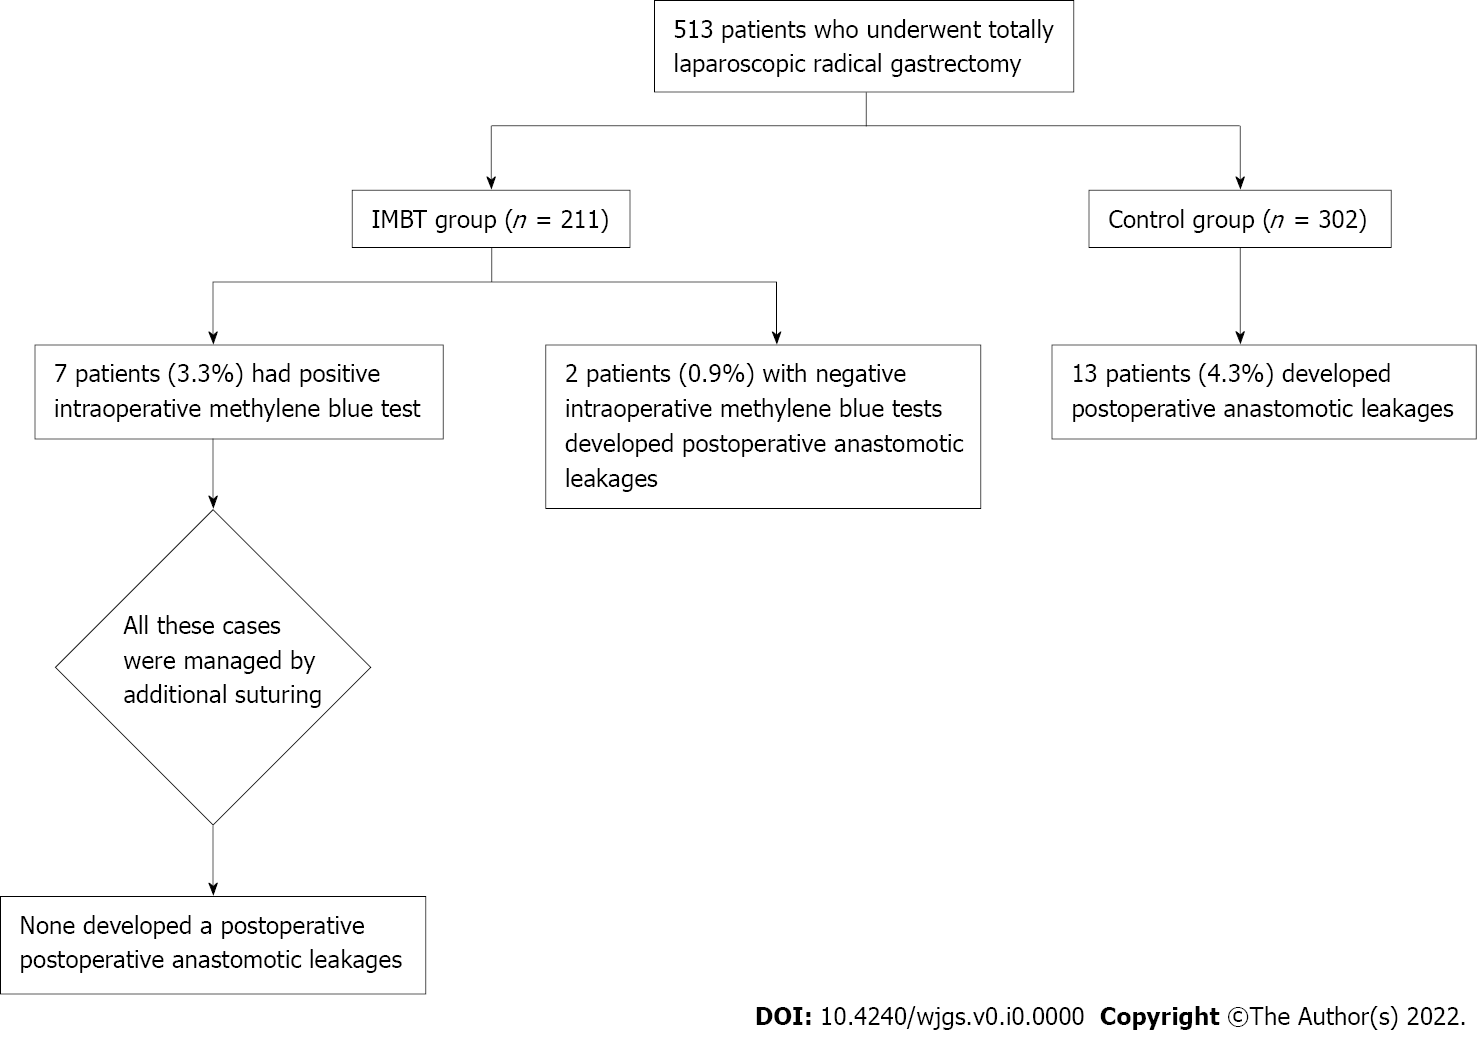 513 patients who underwent totally
laparoscopic radical gastrectomy
IMBT group (n = 211)
Control group (n = 302)
7 patients (3.3%) had positive
intraoperative methylene blue test
2 patients (0.9%) with negative
intraoperative methylene blue tests
developed postoperative anastomotic
leakages
13 patients (4.3%) developed
postoperative anastomotic leakages
All these cases
were managed by
additional suturing
None developed a postoperative
postoperative anastomotic leakages
DOI: 10.4240/wjgs.v0.i0.0000 Copyright ©The Author(s) 2022.